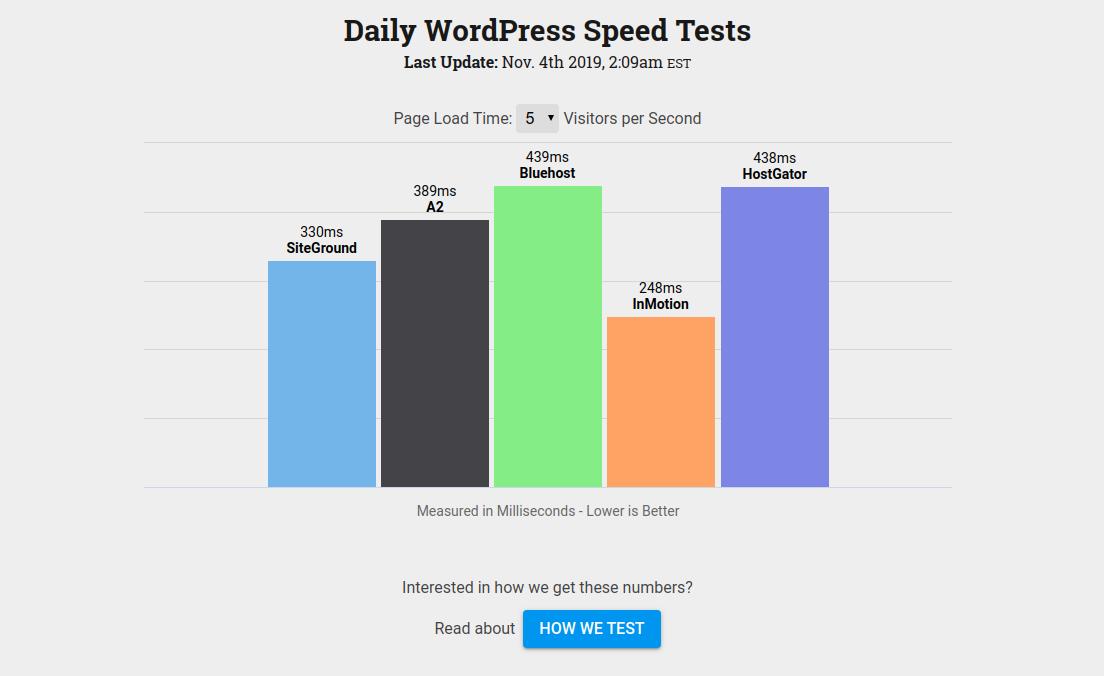 Daily WordPress Speed Tests
Last Update: Nov. 4th 2019, 2:09am EST
Page Load Time: 5 Visitors per Second
330ms
SiteGround
389ms
A2
439ms
Bluehost
248ms
InMotion
438ms
HostGator
Measured in Milliseconds - Lower is Better
Interested in how we get these numbers?
Read about HOW WE TEST